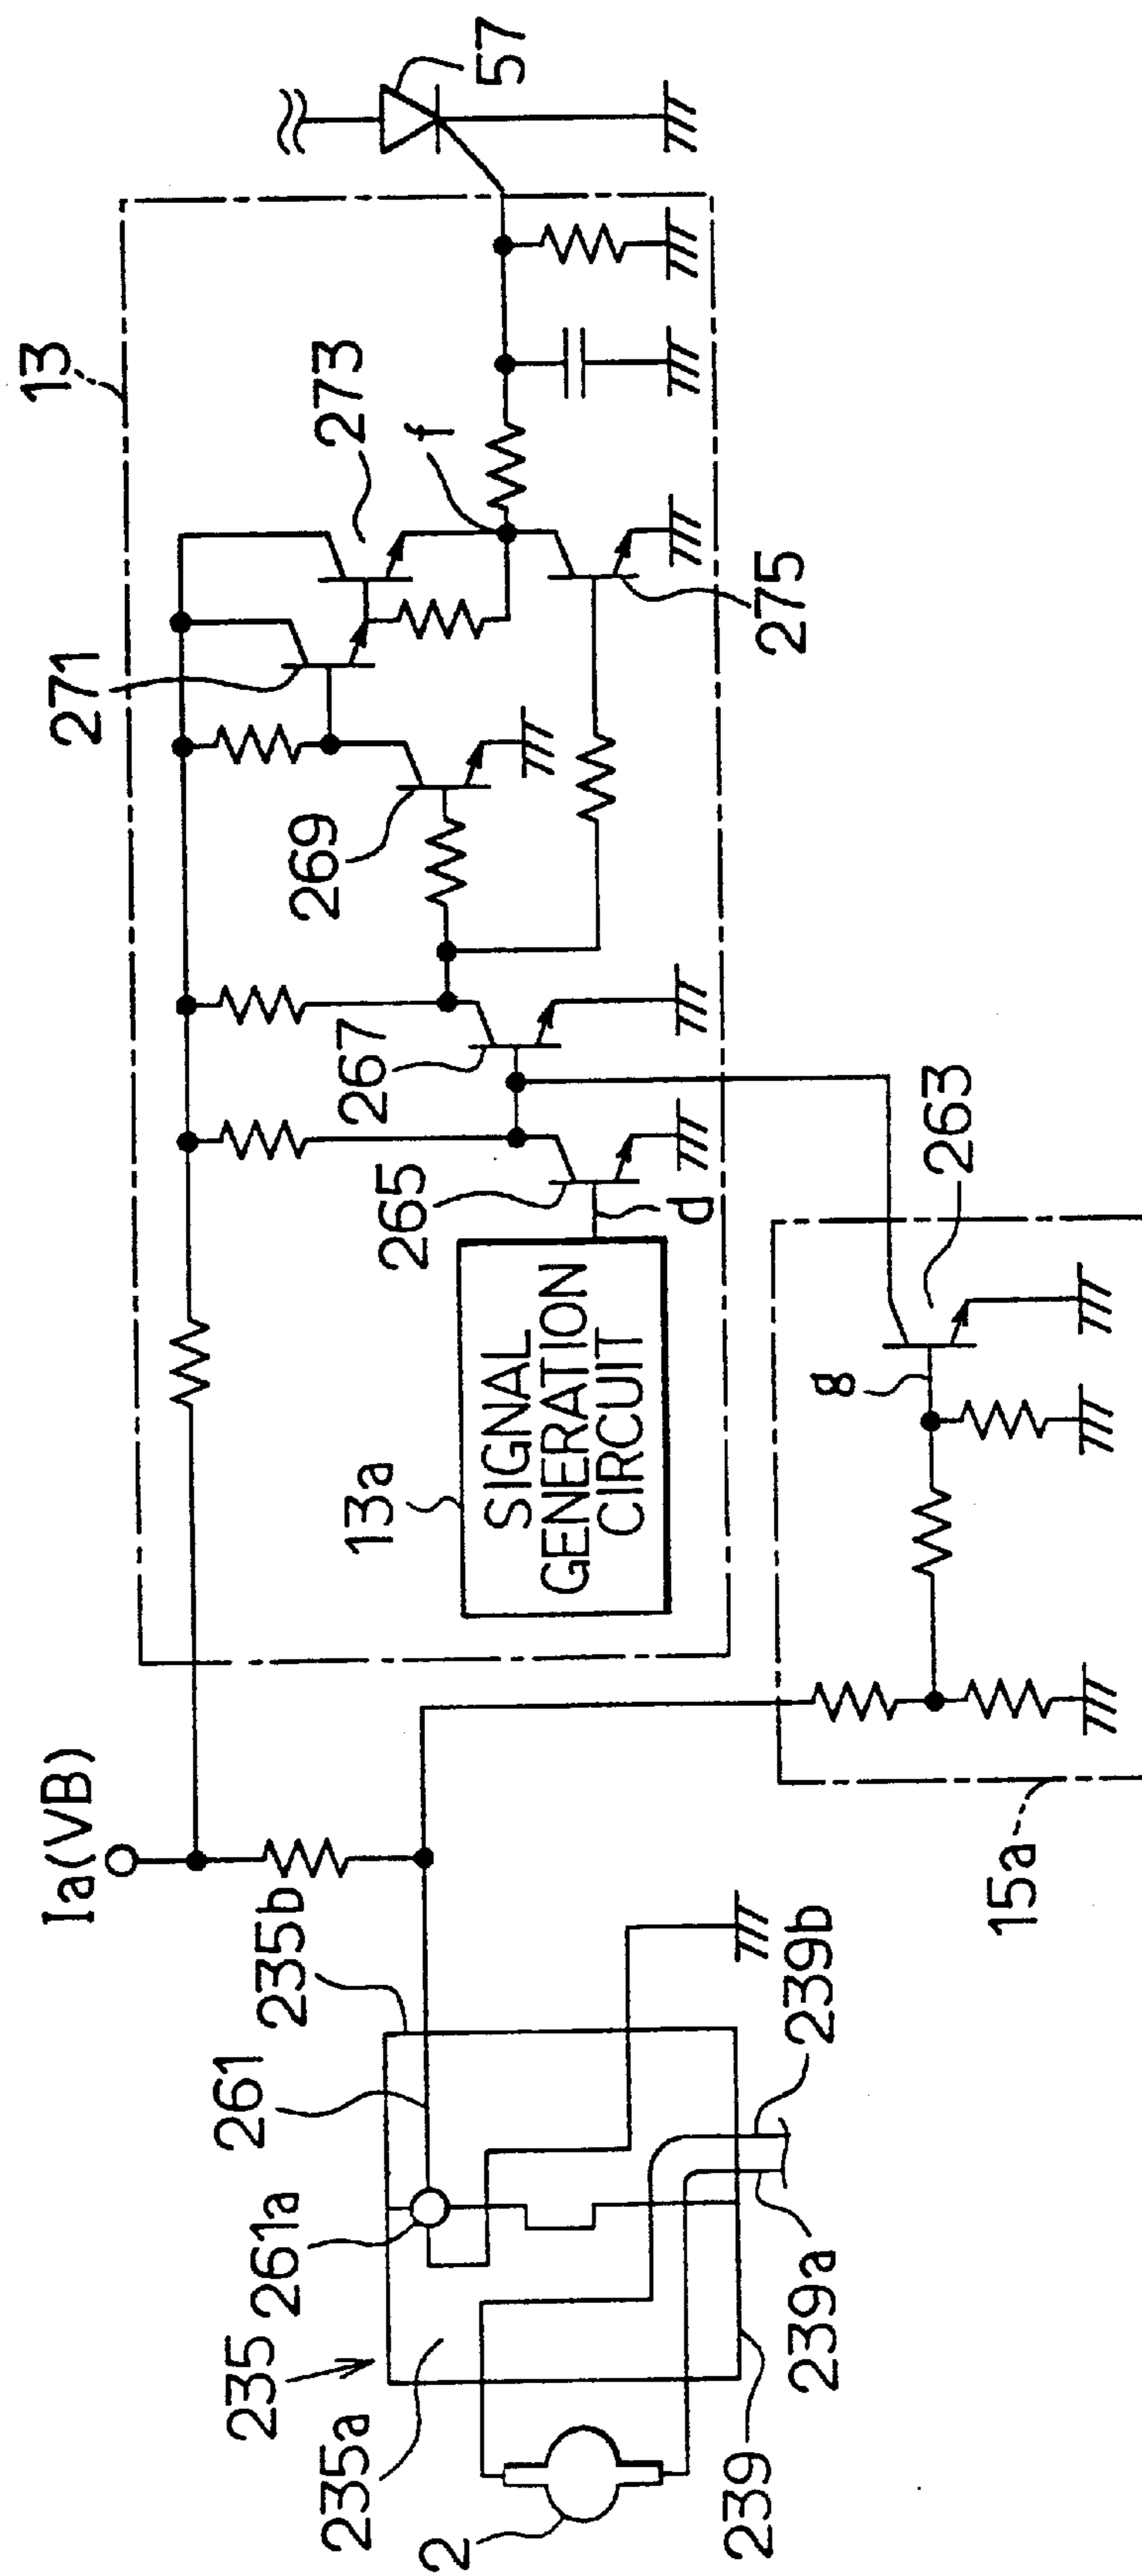 Ia(VB)
13
271
273
57
269
f
267
265
275
13a
SIGNAL
GENERATION
CIRCUIT
d
263
g
15a
235b
261
261a
235
235a
2
239
239a
239b